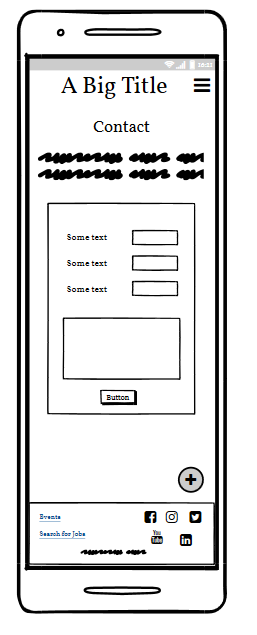 A Big Title
Contact
Some text
Some text
Some text
Button
Events
Search for Jobs
You
Tube